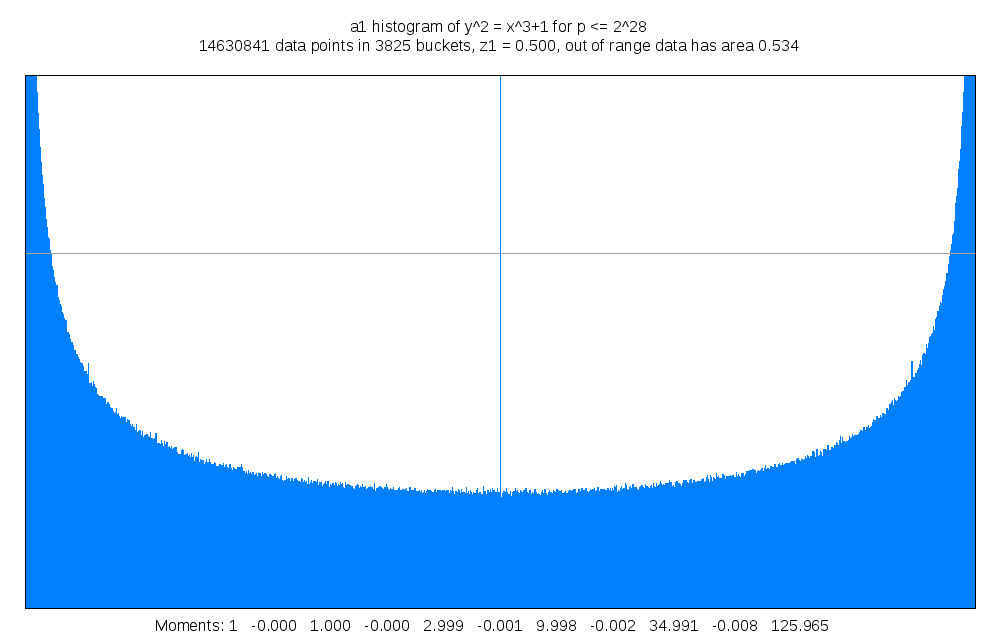 a1 histogram of y^2 = x^3+1 for p <= 2^28
14630841 data points in 3825 buckets, z1 = 0.500, out of range data has area 0.534
Moments: 1 -0.000 1.000 -0.000 2.999 -0.001 9.998 -0.002 34.991 -0.008 125.965